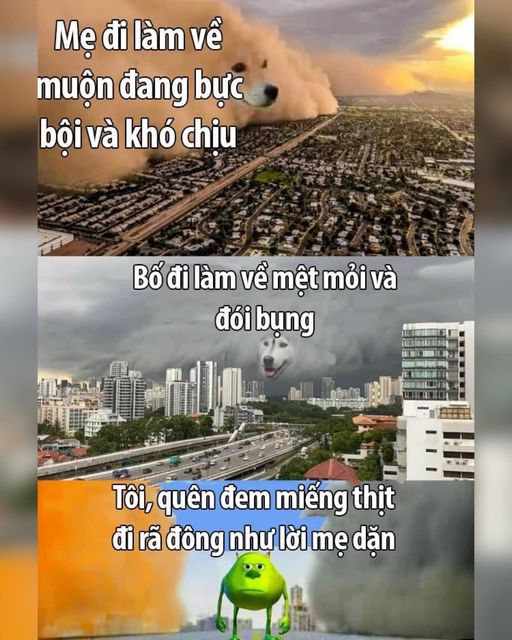 Mẹ đi làm về
muộn đang bực
bội và khó chịu
Bố đi làm về mệt mỏi và
đói bụng
Tôi, quên đem miếng thịt
đi rã đông như lời mẹ dặn